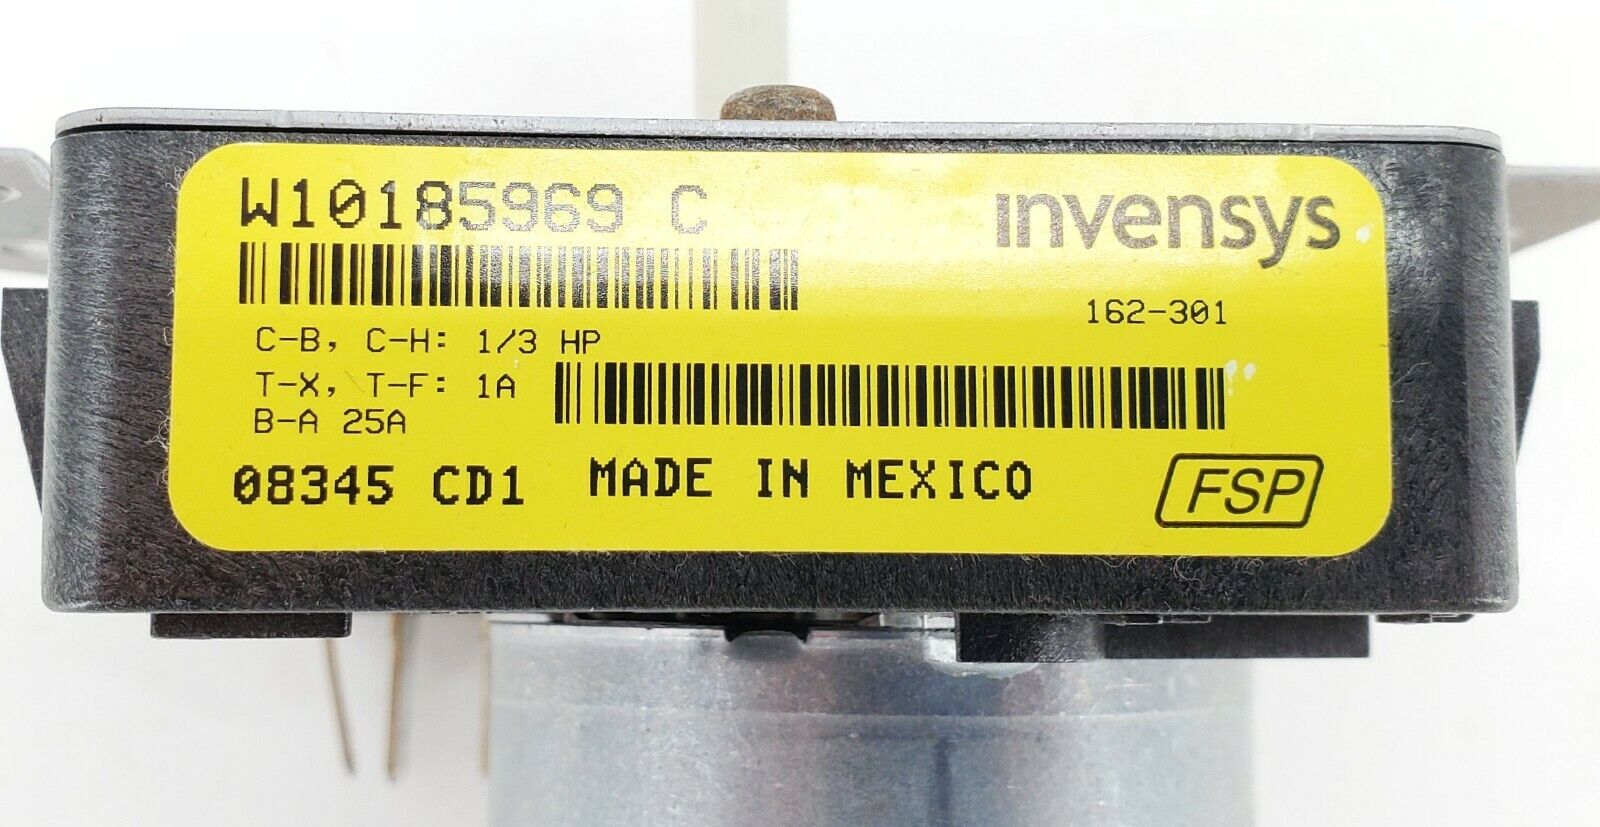 W10185969 C
invensys
162-301
C-B, C-H: 1/3 HP
T-X, T-F: 1A
B-A 25A
08345 CD1 MADE IN MEXICO
FSP